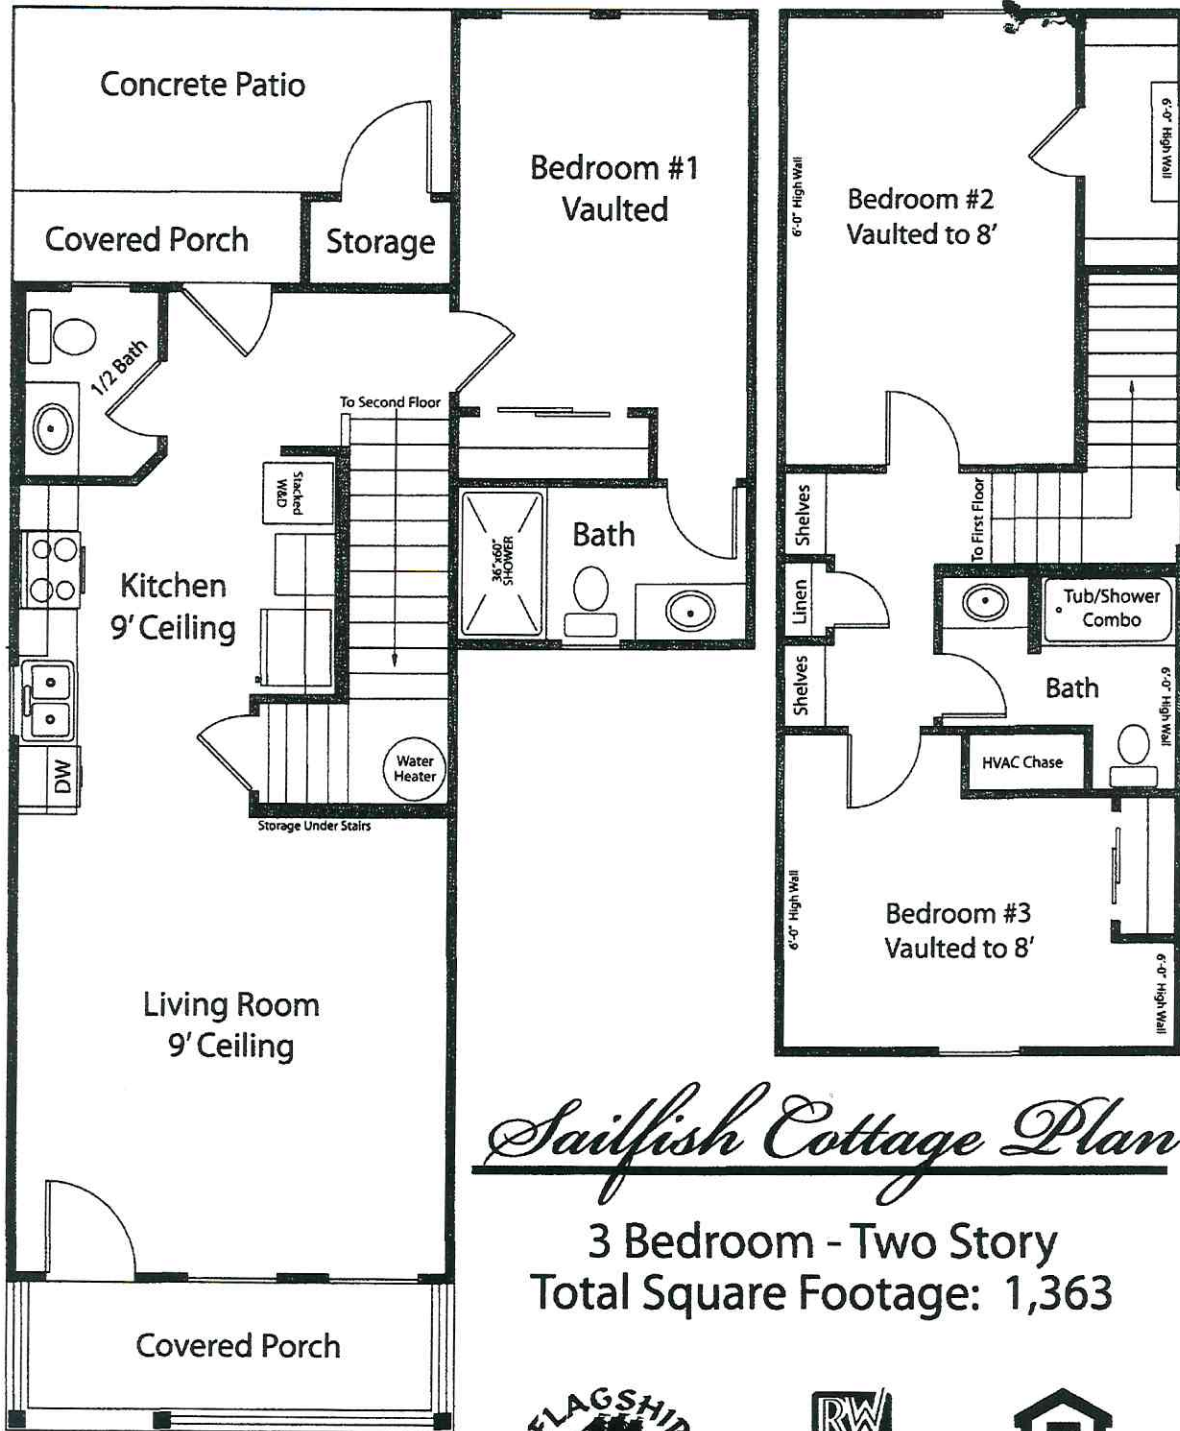 Concrete Patio
Covered Porch
Storage
Bedroom #1
Vaulted
1/2 Bath
To Second Floor
Stacked
W&D
Kitchen
9' Ceiling
36"x60"
SHOWER
Bath
DW
Water
Heater
Storage Under Stairs
Living Room
9' Ceiling
Covered Porch
6'-0" High Wall
Bedroom #2
Vaulted to 8'
6'-0" High
Wall
Shelves
To First Floor
Linen
Tub/Shower
Combo
Shelves
Bath
6'-0" High Wall
HVAC Chase
6'-0" High Wall
Bedroom #3
Vaulted to 8'
6'-0" High Wall
Sailfish Cottage Plan
3 Bedroom - Two Story
Total Square Footage: 1,363
FLAGSHIP
RW